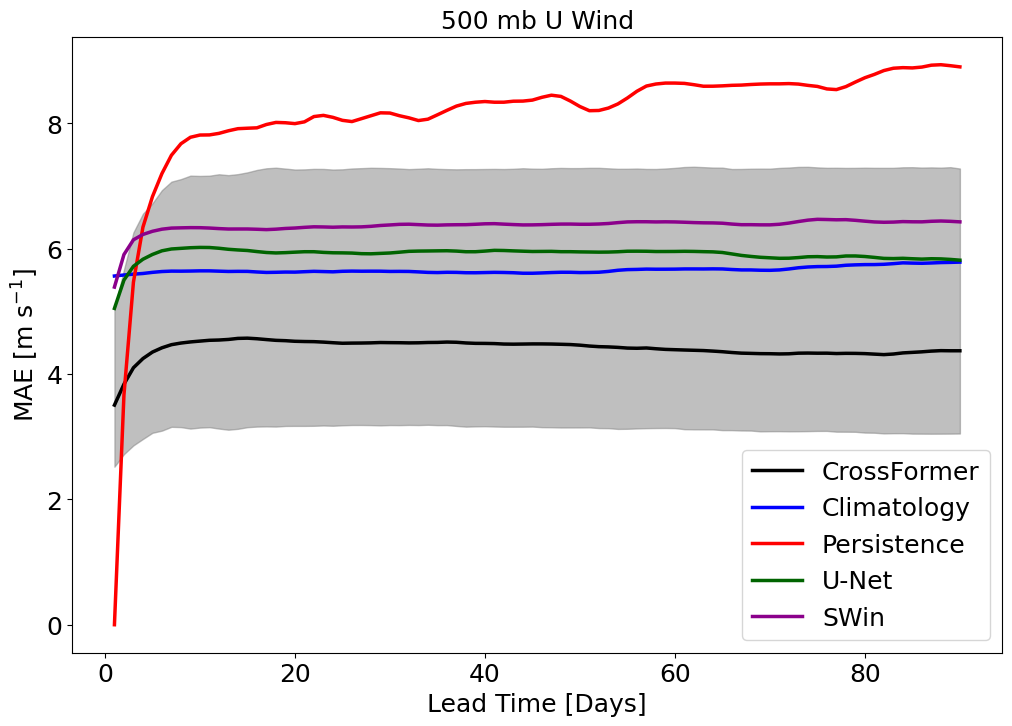 500 mb U Wind
MAE [m s⁻¹]
8
6
4
2
0
0 20 40 60 80
Lead Time [Days]
CrossFormer
Climatology
Persistence
U-Net
SWin